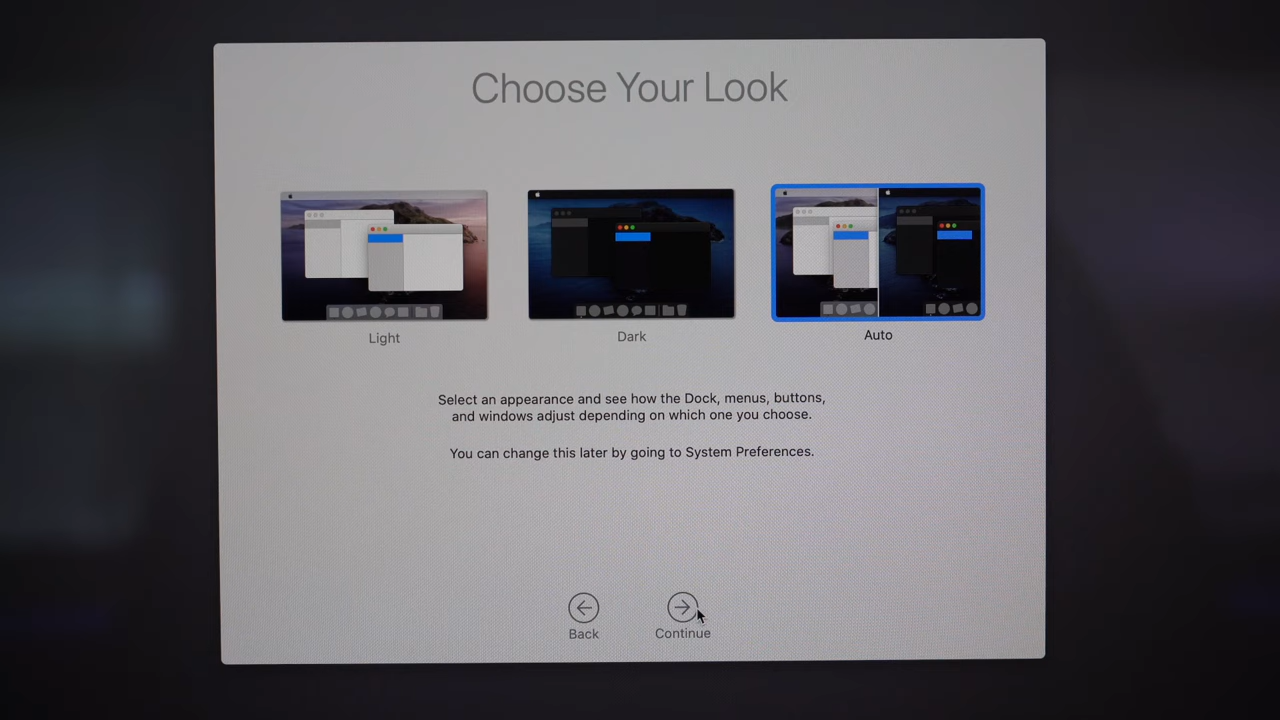 Choose Your Look
Light
Dark
Auto
Select an appearance and see how the Dock, menus, buttons,
and windows adjust depending on which one you choose.
You can change this later by going to System Preferences.
Back
Continue